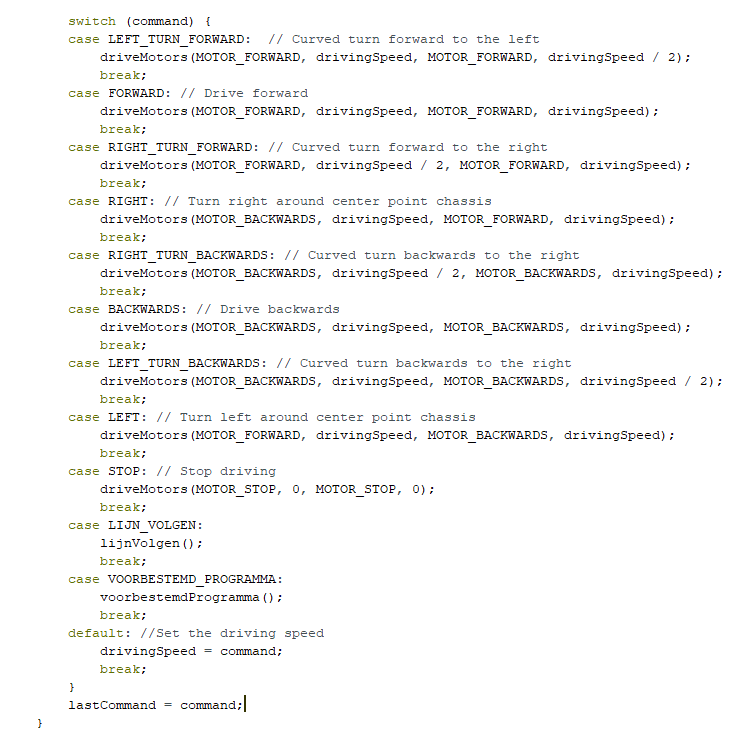 switch (command) {
case LEFT_TURN_FORWARD:  // Curved turn forward to the left
driveMotors(MOTOR_FORWARD, drivingSpeed, MOTOR_FORWARD, drivingSpeed / 2);
break;
case FORWARD: // Drive forward
driveMotors(MOTOR_FORWARD, drivingSpeed, MOTOR_FORWARD, drivingSpeed);
break;
case RIGHT_TURN_FORWARD: // Curved turn forward to the right
driveMotors(MOTOR_FORWARD, drivingSpeed / 2, MOTOR_FORWARD, drivingSpeed);
break;
case RIGHT: // Turn right around center point chassis
driveMotors(MOTOR_BACKWARDS, drivingSpeed, MOTOR_FORWARD, drivingSpeed);
break;
case RIGHT_TURN_BACKWARDS: // Curved turn backwards to the right
driveMotors(MOTOR_BACKWARDS, drivingSpeed / 2, MOTOR_BACKWARDS, drivingSpeed);
break;
case BACKWARDS: // Drive backwards
driveMotors(MOTOR_BACKWARDS, drivingSpeed, MOTOR_BACKWARDS, drivingSpeed);
break;
case LEFT_TURN_BACKWARDS: // Curved turn backwards to the right
driveMotors(MOTOR_BACKWARDS, drivingSpeed, MOTOR_BACKWARDS, drivingSpeed / 2);
break;
case LEFT: // Turn left around center point chassis
driveMotors(MOTOR_FORWARD, drivingSpeed, MOTOR_BACKWARDS, drivingSpeed);
break;
case STOP: // Stop driving
driveMotors(MOTOR_STOP, 0, MOTOR_STOP, 0);
break;
case LIJN_VOLGEN:
lijnVolgen();
break;
case VOORBESTEMD_PROGRAMMA:
voorbestemdProgramma();
break;
default: //Set the driving speed
drivingSpeed = command;
break;
}
lastCommand = command;
}